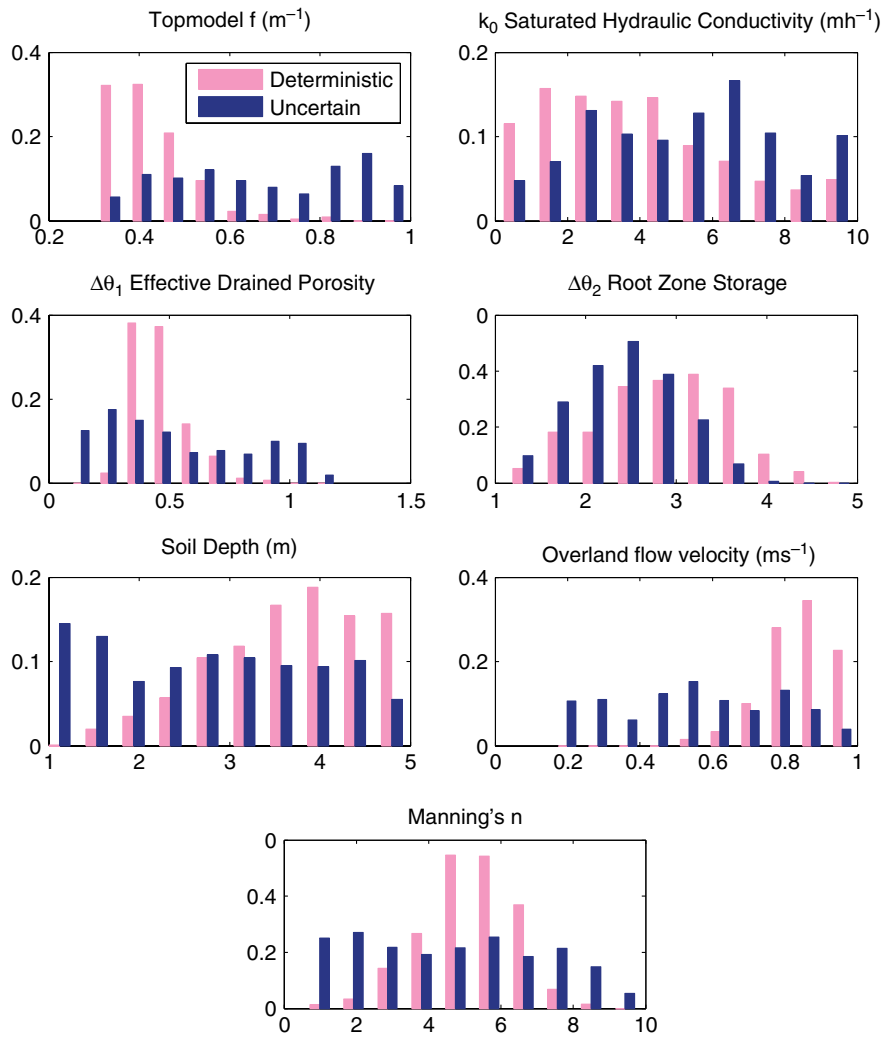 Topmodel f (m⁻¹)
0.4
0.2
0
0.2 0.4 0.6 0.8 1
Deterministic
Uncertain
k₀ Saturated Hydraulic Conductivity (mh⁻¹)
0.2
0.1
0
0 2 4 6 8 10
Δθ₁ Effective Drained Porosity
0.4
0.2
0
0 0.5 1 1.5
Δθ₂ Root Zone Storage
0
0.4
0.2
0
1 2 3 4 5
Soil Depth (m)
0.2
0.1
0
1 2 3 4 5
Overland flow velocity (ms⁻¹)
0.4
0.2
0
0 0.2 0.4 0.6 0.8 1
Manning's n
0
0.4
0.2
0
0 2 4 6 8 10